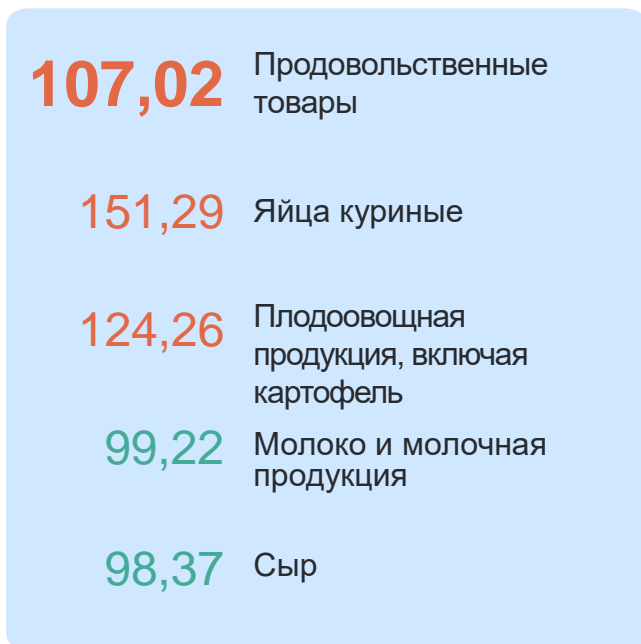 107,02 Продовольственные
товары
151,29 Яйца куриные
124,26 Плодоовощная
продукция, включая
картофель
99,22 Молоко и молочная
продукция
98,37 Сыр